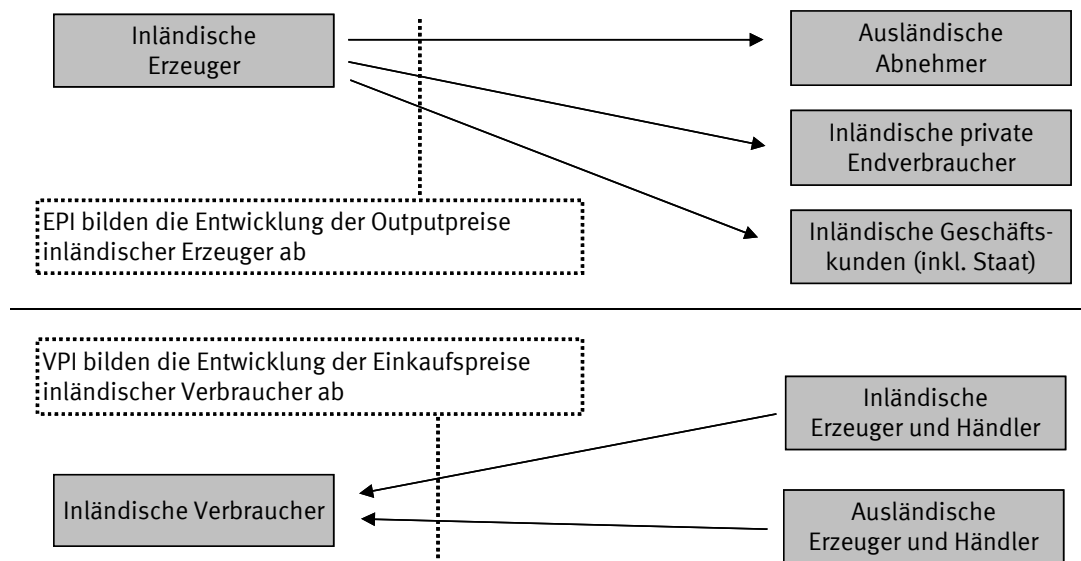 Inländische
Erzeuger
Ausländische
Abnehmer
Inländische private
Endverbraucher
EPI bilden die Entwicklung der Outputpreise
inländischer Erzeuger ab
Inländische Geschäfts-
kunden (inkl. Staat)
VPI bilden die Entwicklung der Einkaufspreise
inländischer Verbraucher ab
Inländische
Erzeuger und Händler
Inländische Verbraucher
Ausländische
Erzeuger und Händler